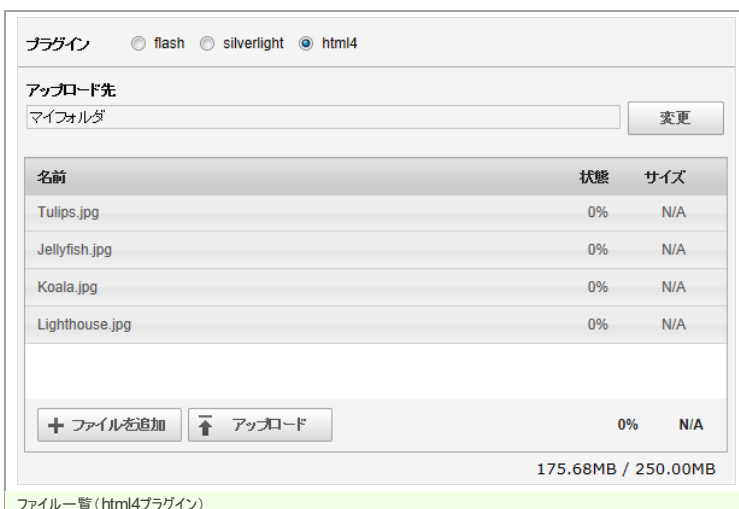 プラグイン flash silverlight html4
アップロード先
マイフォルダ 変更
名前 状態 サイズ
Tulips.jpg 0% N/A
Jellyfish.jpg 0% N/A
Koala.jpg 0% N/A
Lighthouse.jpg 0% N/A
ファイルを追加 アップロード 0% N/A
175.68MB / 250.00MB
ファイル一覧（html4プラグイン）